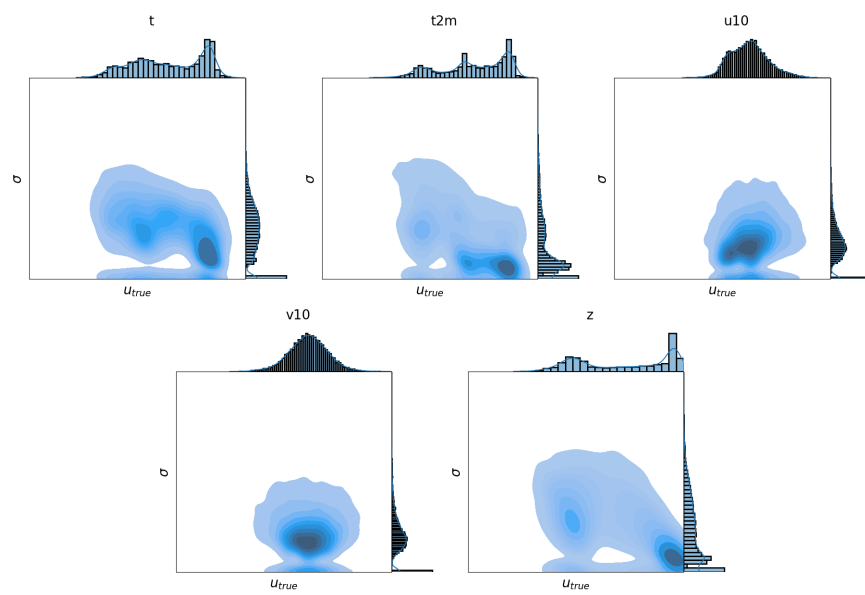 t
t2m
u10
σ
σ
σ
u_true
u_true
u_true
v10
z
σ
σ
u_true
u_true